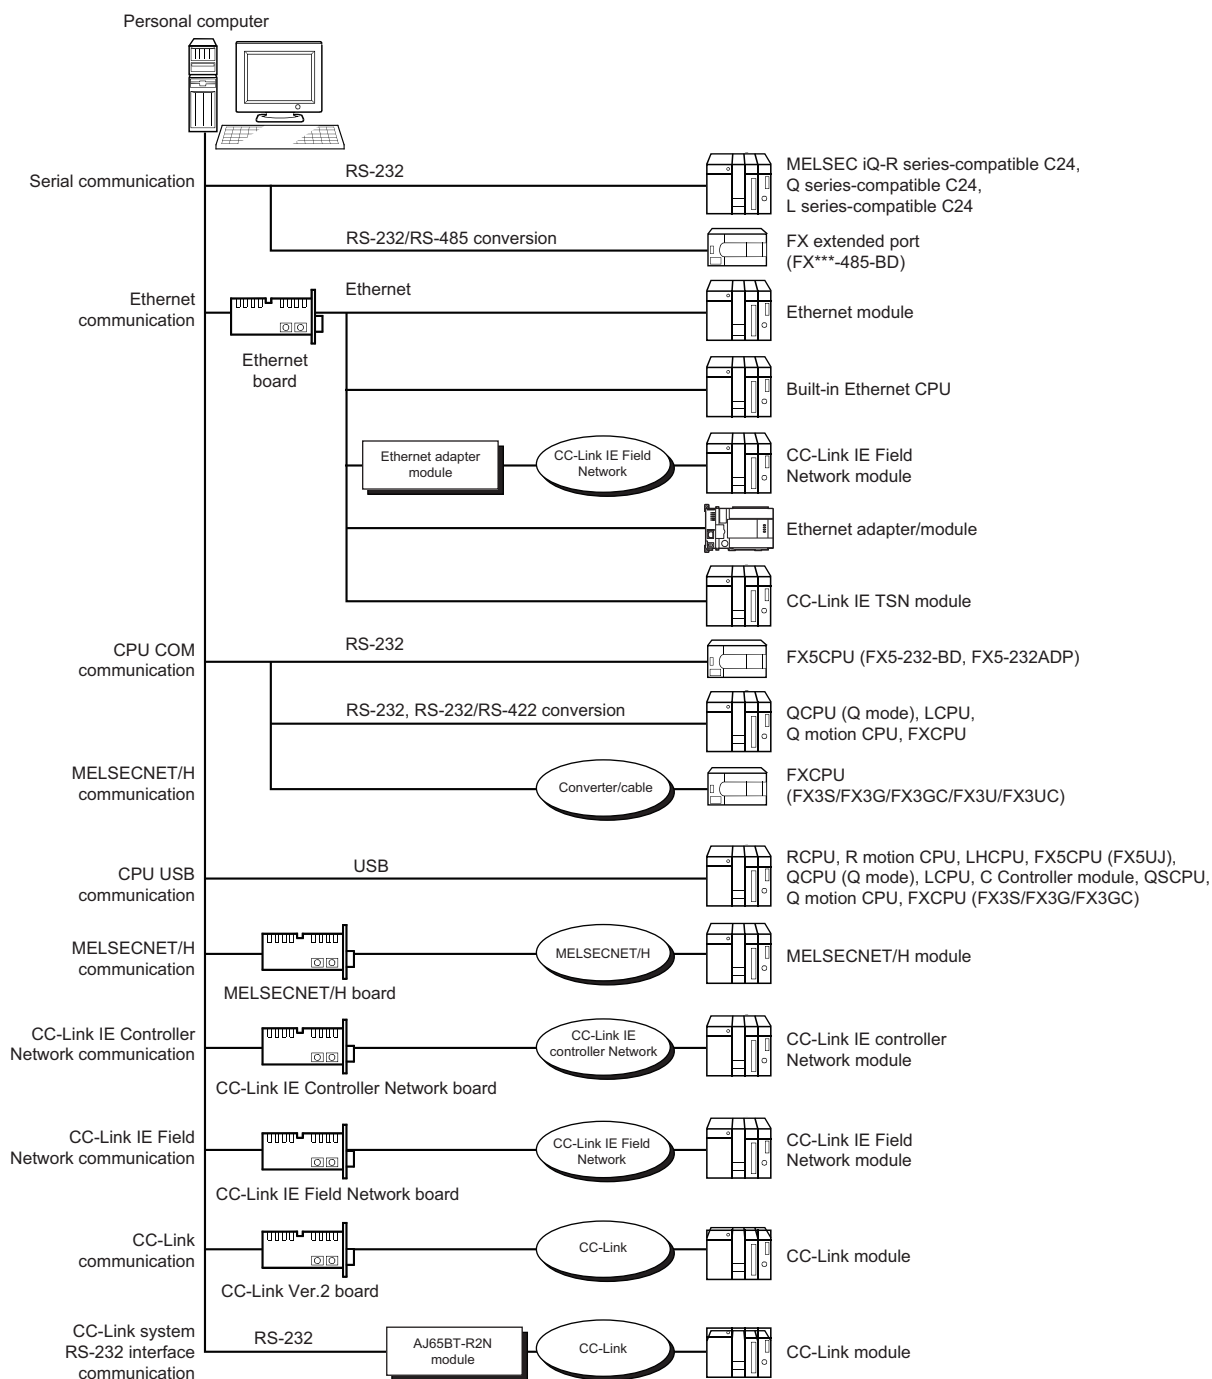 Personal computer
Serial communication
RS-232
MELSEC iQ-R series-compatible C24,
Q series-compatible C24,
L series-compatible C24
RS-232/RS-485 conversion
FX extended port
(FX***-485-BD)
Ethernet
communication
Ethernet
Ethernet
board
Ethernet module
Built-in Ethernet CPU
Ethernet adapter
module
CC-Link IE Field
Network
CC-Link IE Field
Network module
Ethernet adapter/module
CC-Link IE TSN module
CPU COM
communication
RS-232
FX5CPU (FX5-232-BD, FX5-232ADP)
RS-232, RS-232/RS-422 conversion
QCPU (Q mode), LCPU,
Q motion CPU, FXCPU
MELSECNET/H
communication
Converter/cable
FXCPU
(FX3S/FX3G/FX3GC/FX3U/FX3UC)
CPU USB
communication
USB
RCPU, R motion CPU, LHCPU, FX5CPU (FX5UJ),
QCPU (Q mode), LCPU, C Controller module, QSCPU,
Q motion CPU, FXCPU (FX3S/FX3G/FX3GC)
MELSECNET/H
communication
MELSECNET/H board
MELSECNET/H
MELSECNET/H module
CC-Link IE Controller
Network communication
CC-Link IE Controller Network board
CC-Link IE
controller Network
CC-Link IE controller
Network module
CC-Link IE Field
Network communication
CC-Link IE Field Network board
CC-Link IE Field
Network
CC-Link IE Field
Network module
CC-Link
communication
CC-Link Ver.2 board
CC-Link
CC-Link module
CC-Link system
RS-232 interface
communication
RS-232
AJ65BT-R2N
module
CC-Link
CC-Link module